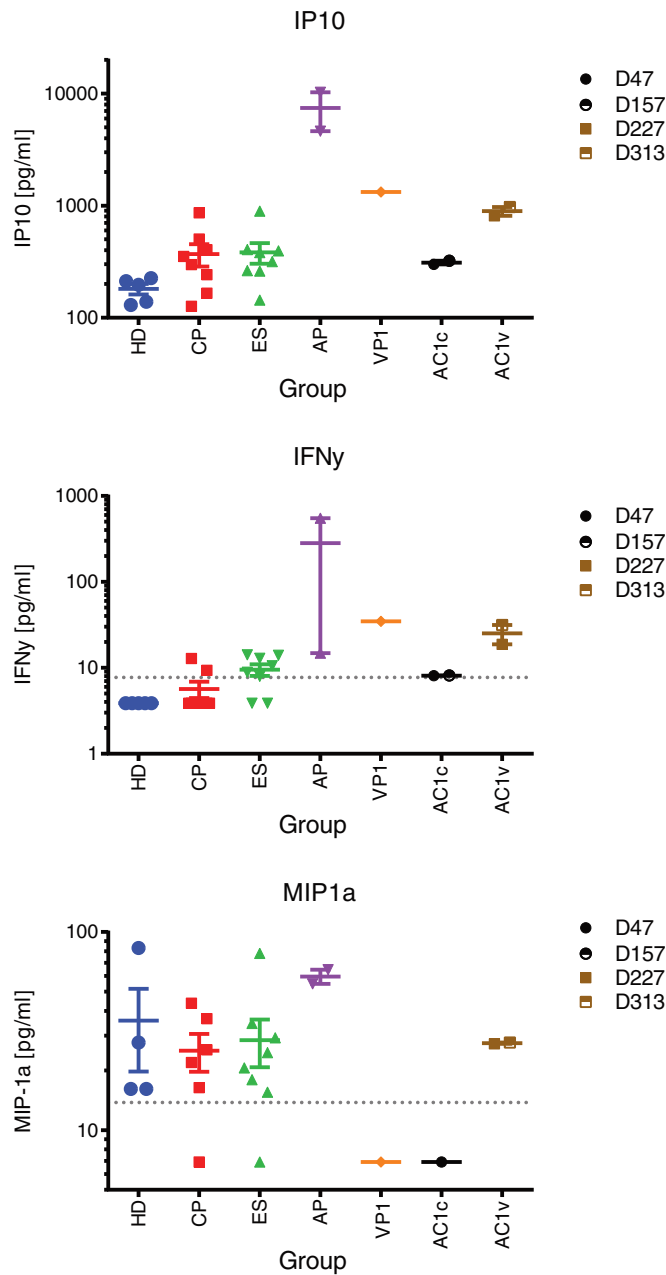 IP10
IP10 [pg/ml]
10000
1000
100
HD
CP
ES
AP
VP1
AC1c
AC1v
Group
D47
D157
D227
D313
IFNy
IFNy [pg/ml]
1000
100
10
1
HD
CP
ES
AP
VP1
AC1c
AC1v
Group
D47
D157
D227
D313
MIP1a
MIP-1a [pg/ml]
100
10
HD
CP
ES
AP
VP1
AC1c
AC1v
Group
D47
D157
D227
D313